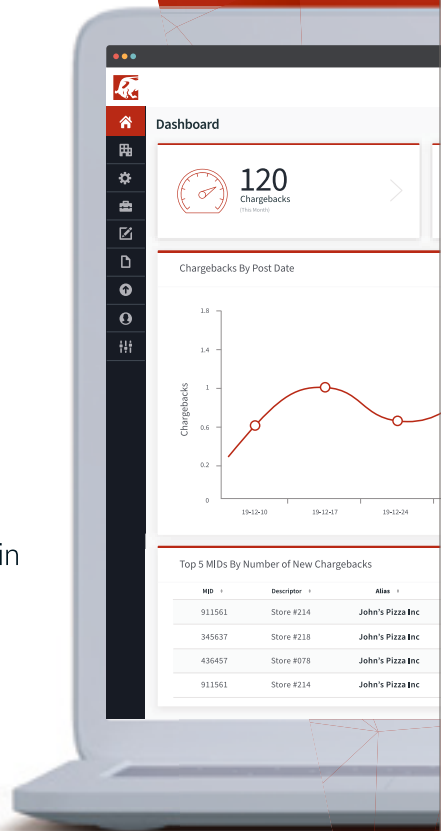 Dashboard
120
Chargebacks
(This Month)
Chargebacks By Post Date
1.8
1.4
1
0.6
0.2
0
Chargebacks
19-12-10 19-12-17 19-12-24
in
Top 5 MIDs By Number of New Chargebacks
MID Descriptor Alias
911561 Store #214 John's Pizza Inc
345637 Store #218 John's Pizza Inc
436457 Store #078 John's Pizza Inc
911561 Store #214 John's Pizza Inc